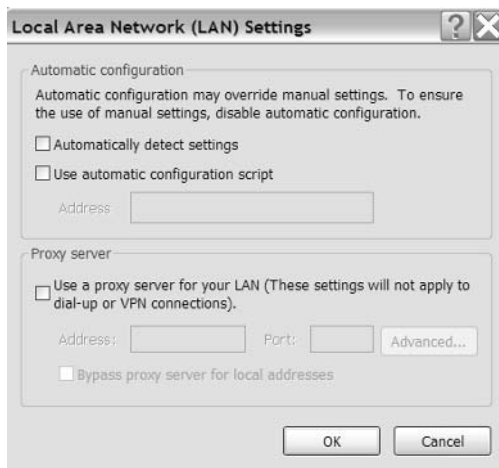 Local Area Network (LAN) Settings
Automatic configuration
Automatic configuration may override manual settings. To ensure
the use of manual settings, disable automatic configuration.
Automatically detect settings
Use automatic configuration script
Address
Proxy server
Use a proxy server for your LAN (These settings will not apply to
dial-up or VPN connections).
Address: Port: Advanced...
Bypass proxy server for local addresses
OK Cancel